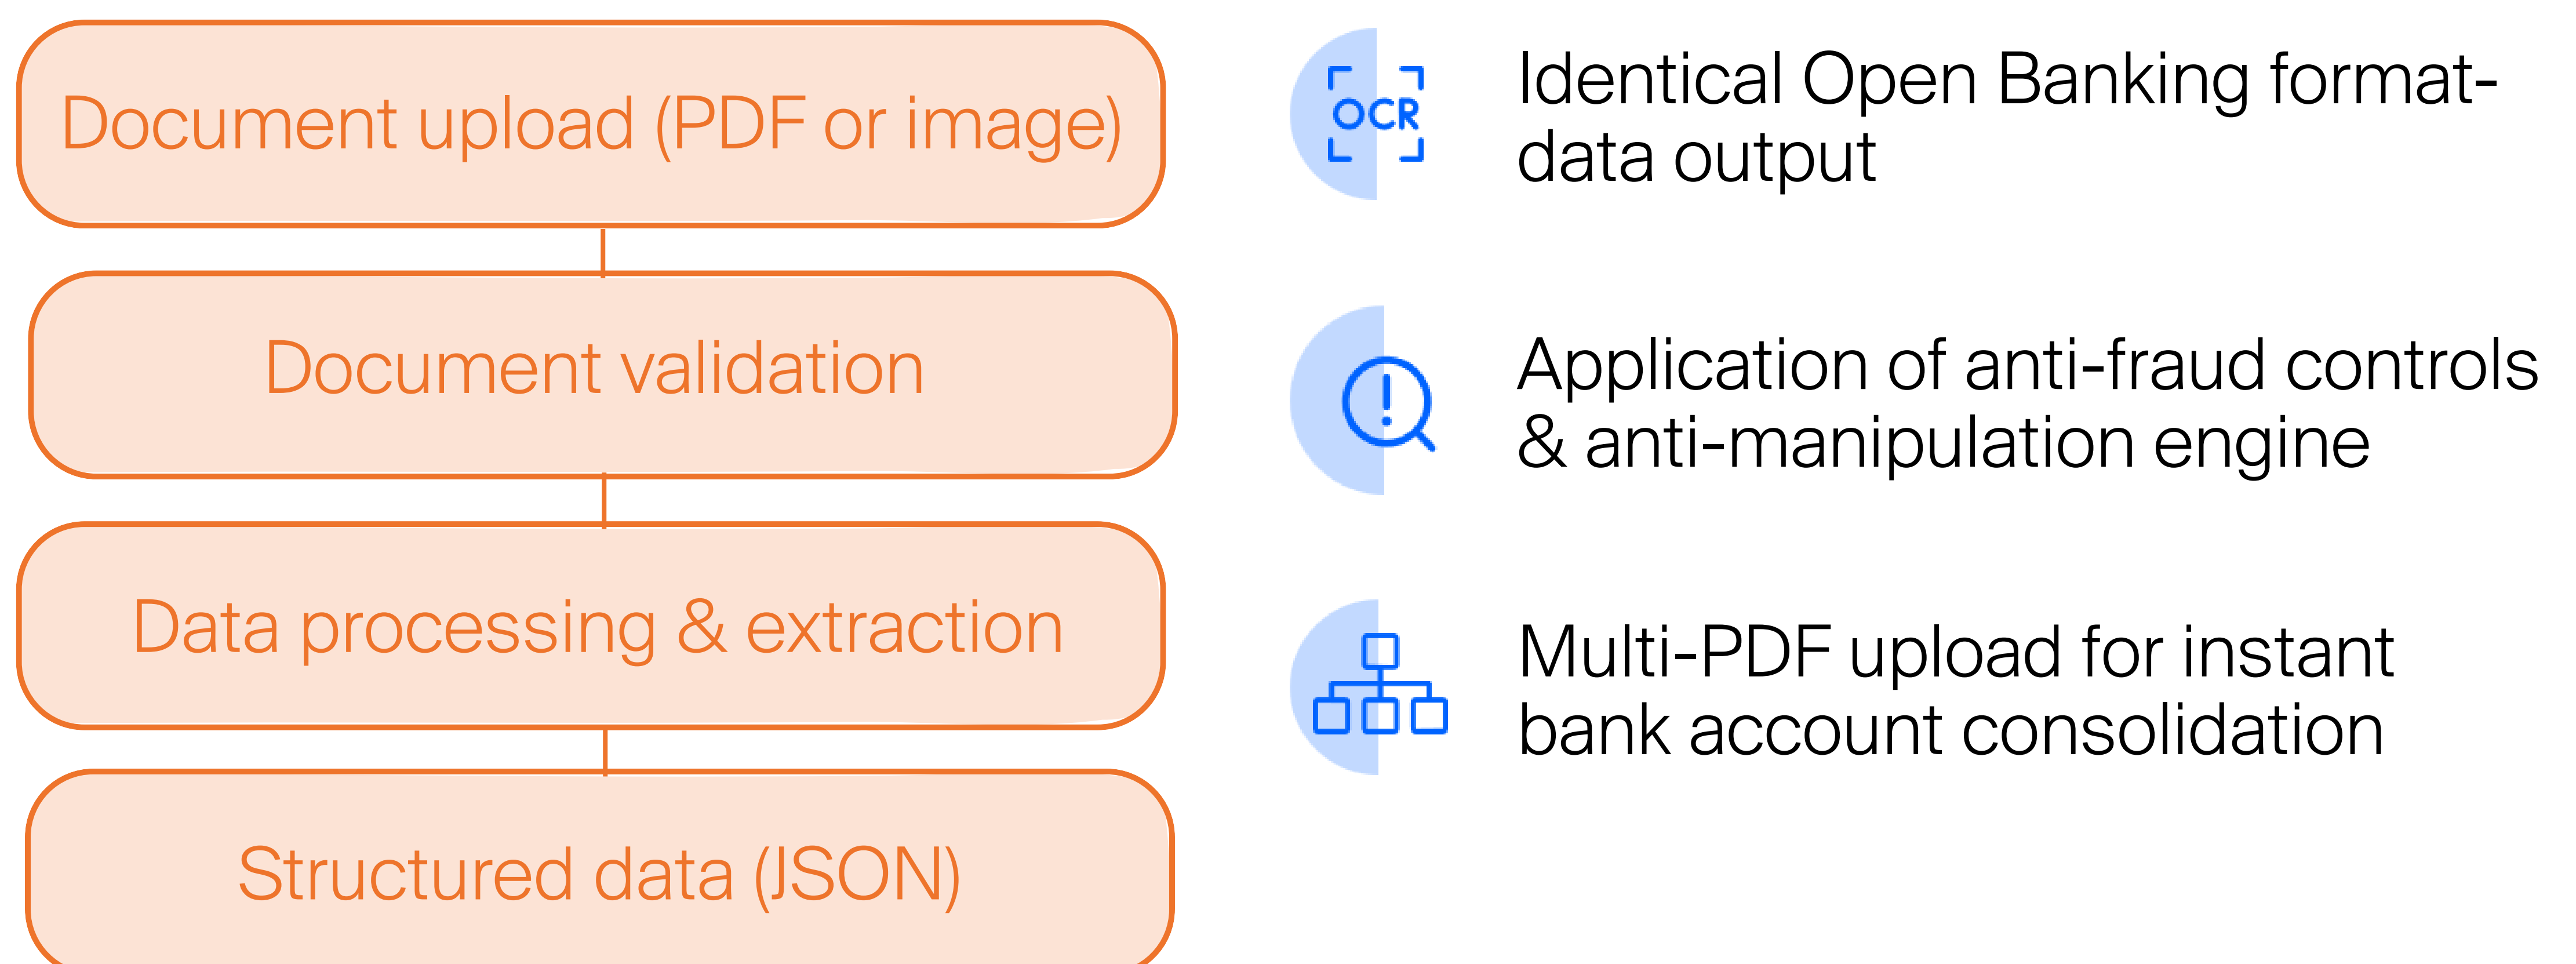 Document upload (PDF or image)
Document validation
Data processing & extraction
Structured data (JSON)
OCR
Identical Open Banking format-
data output
Application of anti-fraud controls
& anti-manipulation engine
Multi-PDF upload for instant
bank account consolidation